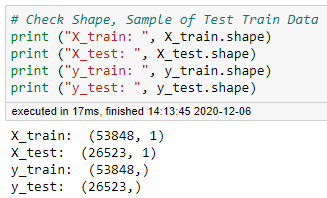 # Check Shape, Sample of Test Train Data
print ("X_train: ", X_train.shape)
print ("X_test: ", X_test.shape)
print ("y_train: ", y_train.shape)
print ("y_test: ", y_test.shape)
executed in 17ms, finished 14:13:45 2020-12-06
X_train:  (53848, 1)
X_test:  (26523, 1)
y_train:  (53848,)
y_test:  (26523,)